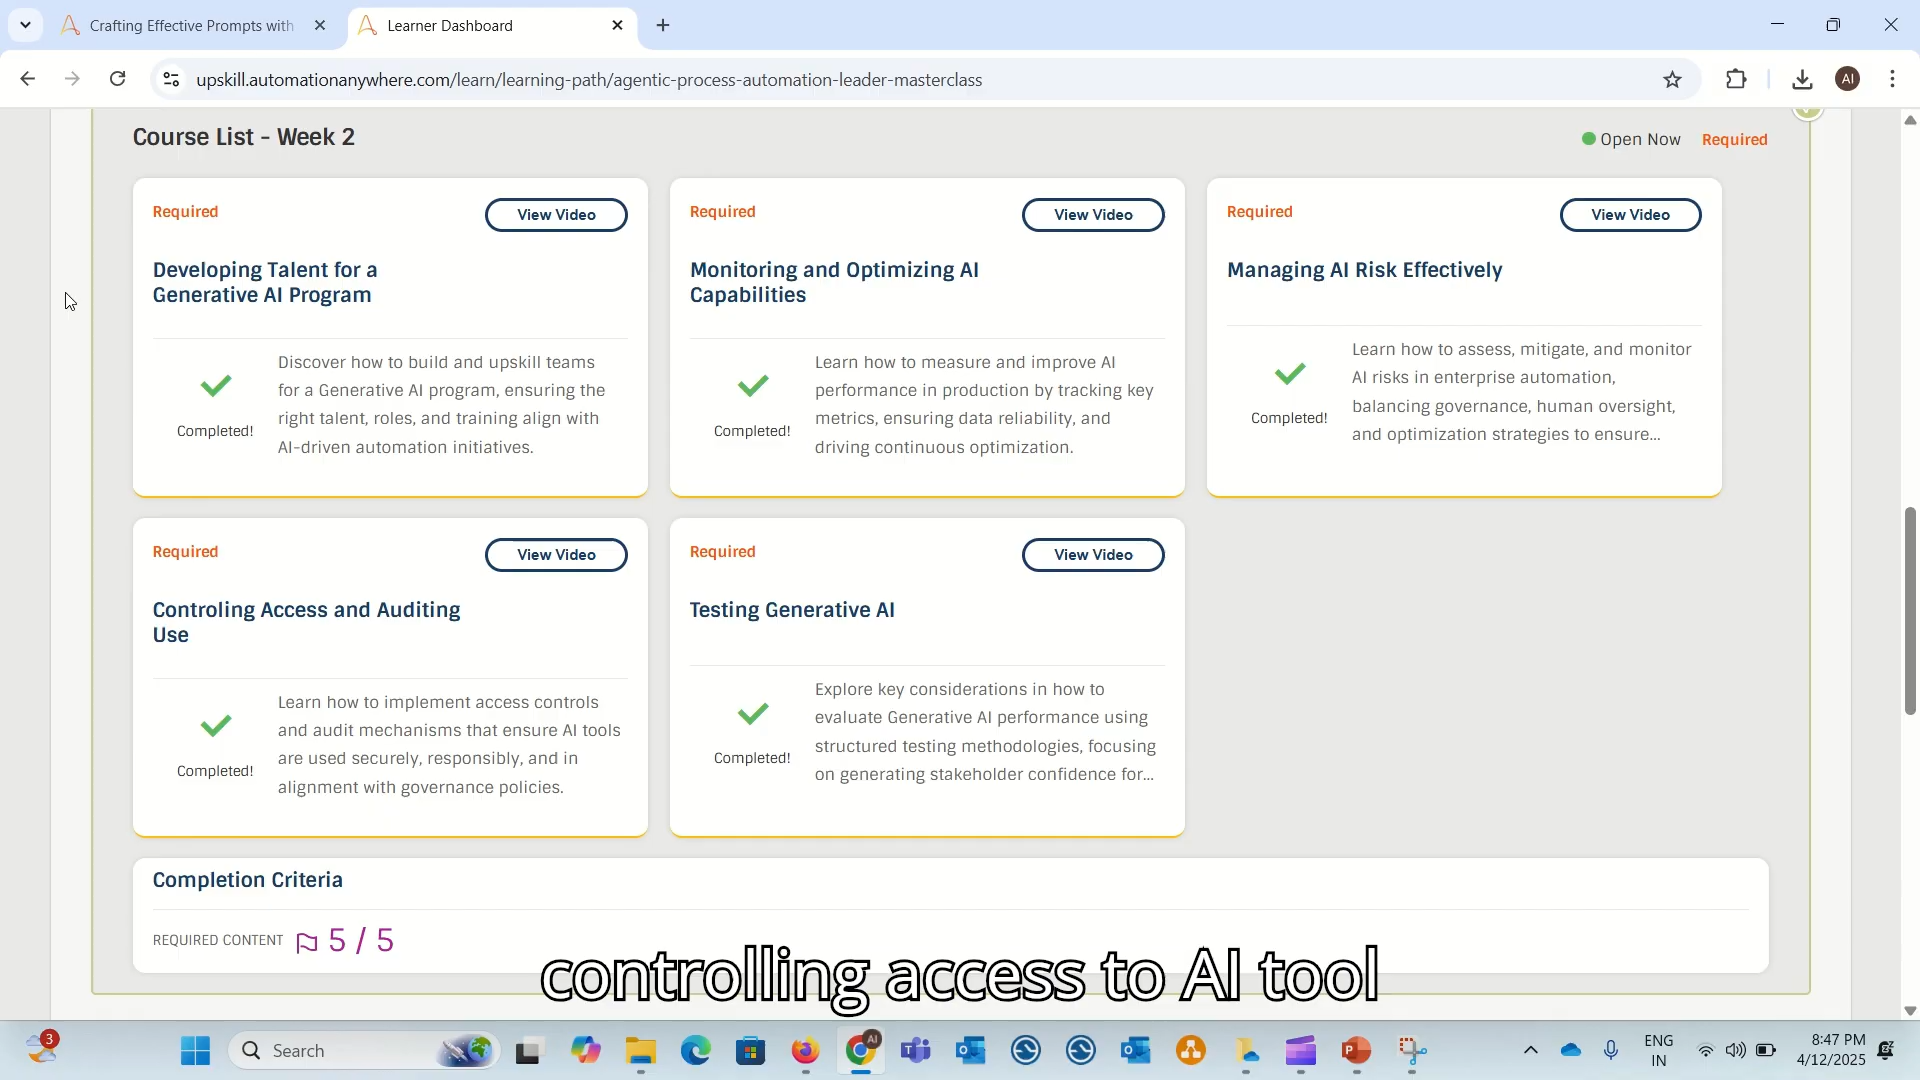 Crafting Effective Prompts with
Learner Dashboard
upskill.automationanywhere.com/learn/learning-path/agentic-process-automation-leader-masterclass
AI
Course List - Week 2
Open Now
Required
Required
View Video
Developing Talent for a
Generative AI Program
Completed!
Discover how to build and upskill teams
for a Generative AI program, ensuring the
right talent, roles, and training align with
AI-driven automation initiatives.
Required
View Video
Monitoring and Optimizing AI
Capabilities
Completed!
Learn how to measure and improve AI
performance in production by tracking key
metrics, ensuring data reliability, and
driving continuous optimization.
Required
View Video
Managing AI Risk Effectively
Completed!
Learn how to assess, mitigate, and monitor
AI risks in enterprise automation,
balancing governance, human oversight,
and optimization strategies to ensure...
Required
View Video
Controling Access and Auditing
Use
Completed!
Learn how to implement access controls
and audit mechanisms that ensure AI tools
are used securely, responsibly, and in
alignment with governance policies.
Required
View Video
Testing Generative AI
Completed!
Explore key considerations in how to
evaluate Generative AI performance using
structured testing methodologies, focusing
on generating stakeholder confidence for...
Completion Criteria
REQUIRED CONTENT 5 / 5
controlling access to AI tool
3
Search
AI
ENG
IN
8:47 PM
4/12/2025